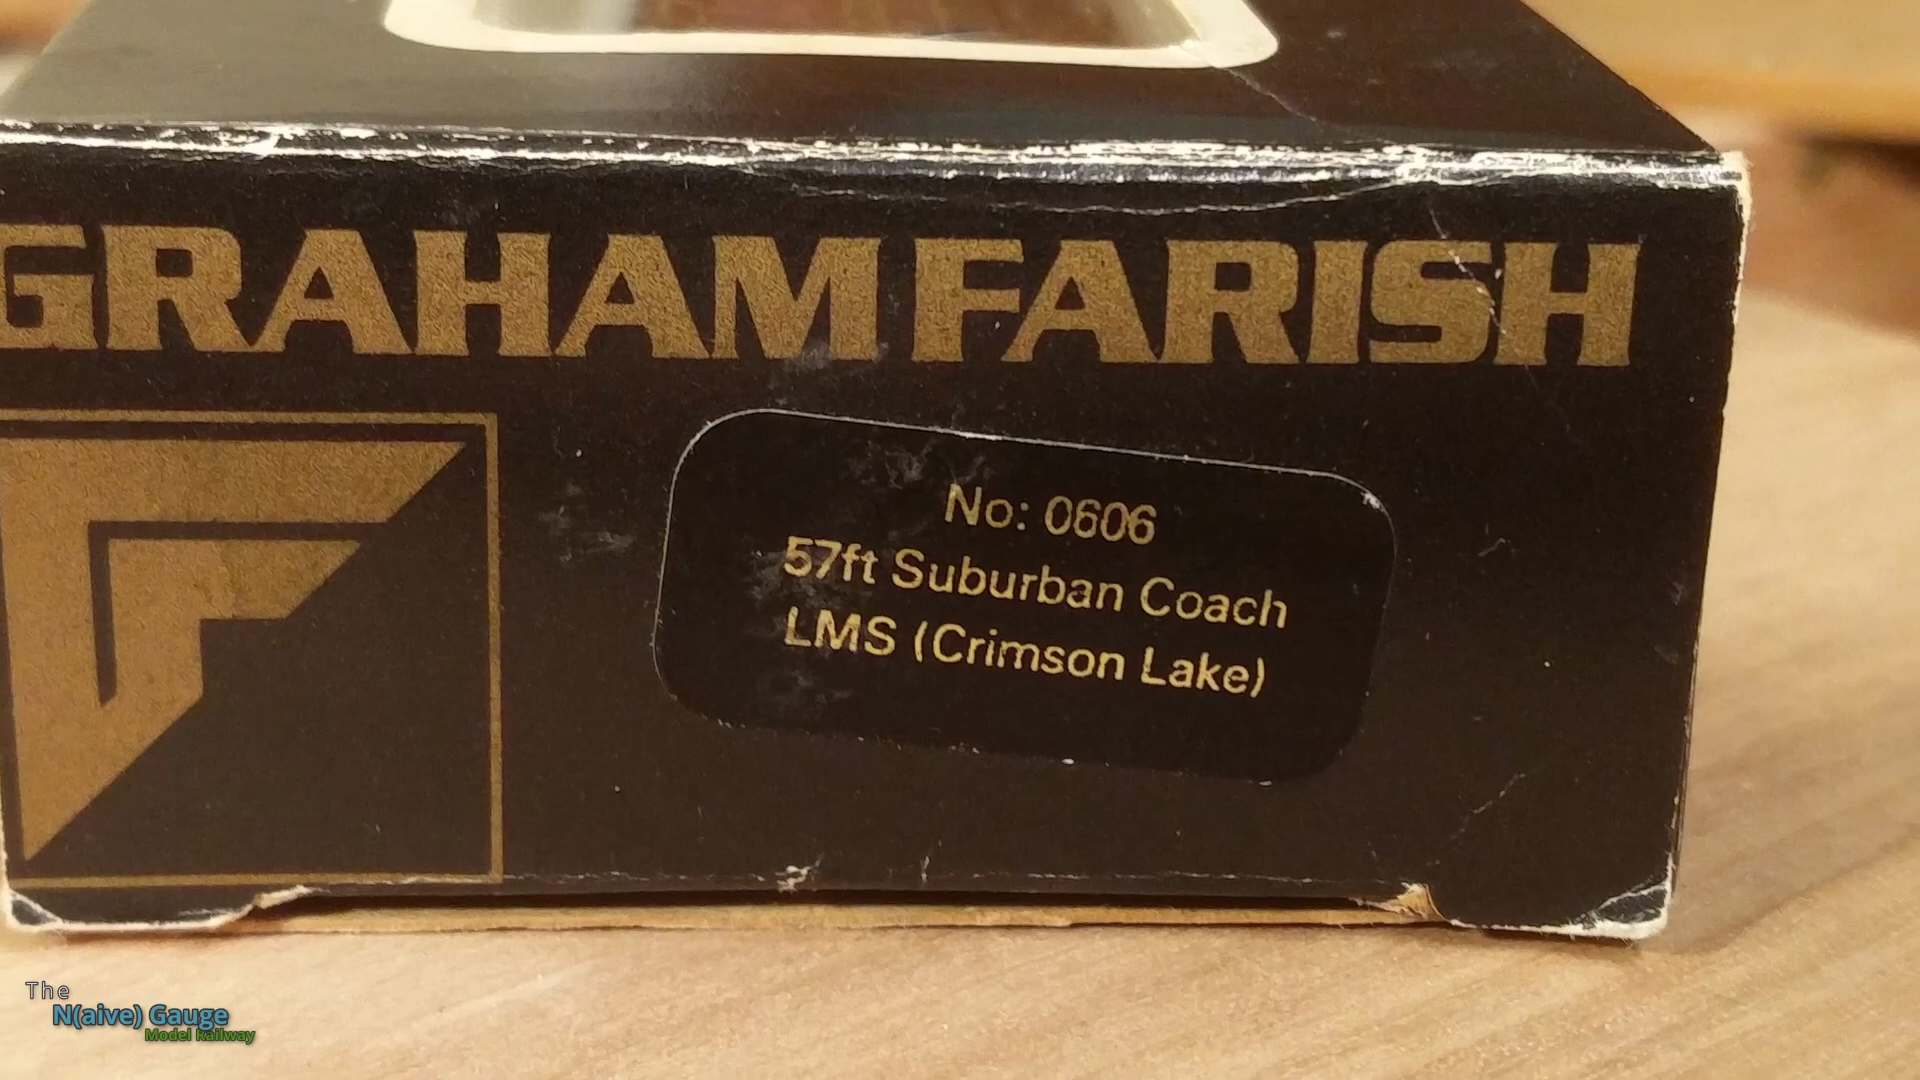 GRAHAM FARISH
No: 0606
57ft Suburban Coach
LMS (Crimson Lake)
The
N(aive) Gauge
Model Railway